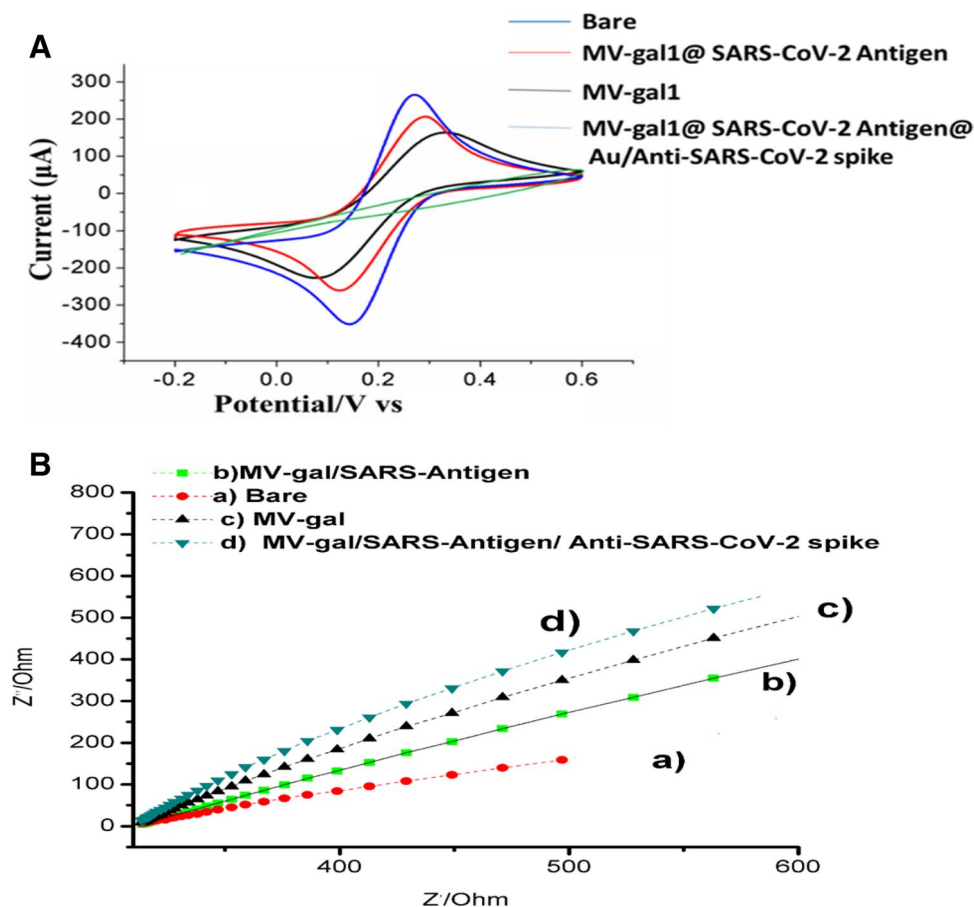 A
Bare
MV-gal1@ SARS-CoV-2 Antigen
MV-gal1
MV-gal1@ SARS-CoV-2 Antigen@
Au/Anti-SARS-CoV-2 spike
Current (µA)
300
200
100
0
-100
-200
-300
-400
-0.2
0.0
0.2
0.4
0.6
Potential/V vs
B
b)MV-gal/SARS-Antigen
a) Bare
c) MV-gal
d) MV-gal/SARS-Antigen/ Anti-SARS-CoV-2 spike
Z''/Ohm
800
700
600
500
400
300
200
100
0
d)
c)
b)
a)
400
500
600
Z'/Ohm